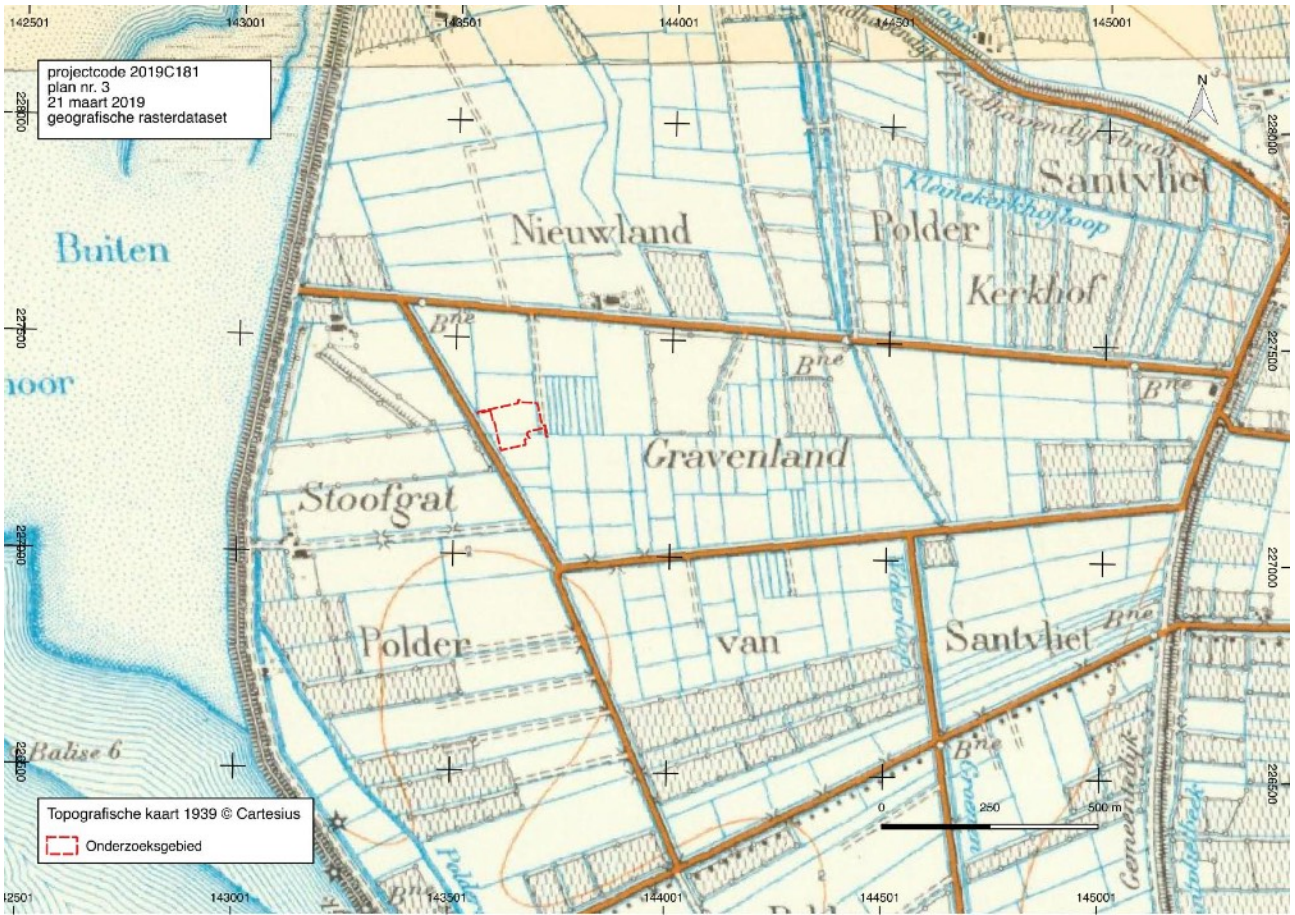 142501
143001
143501
144001
144501
145001
projectcode 2019C181
plan nr. 3
21 maart 2019
geografische rasterdataset
N
228000
228000
Santvliet
Kleinekerkhofloop
Nieuwland
Polder
Buiten
Kerkhof
227500
Bne
227500
Bne
Bne
noor
Gravenland
Stoofgat
227000
227000
Polder
van
Santvliet
Bne
Balise 6
226500
Bne
226500
Gemeentedijk
Topografische kaart 1939 © Cartesius
Onderzoeksgebied
0
250
500 m
Bne
142501
143001
143501
144001
144501
145001